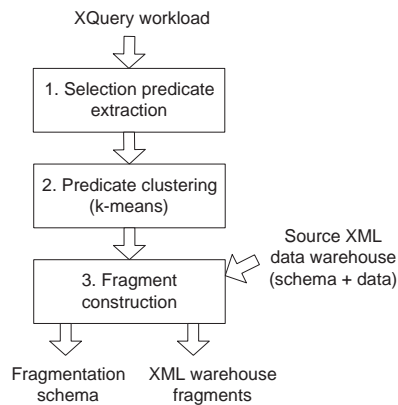 XQuery workload
1. Selection predicate
extraction
2. Predicate clustering
(k-means)
Source XML
data warehouse
(schema + data)
3. Fragment
construction
Fragmentation
schema
XML warehouse
fragments